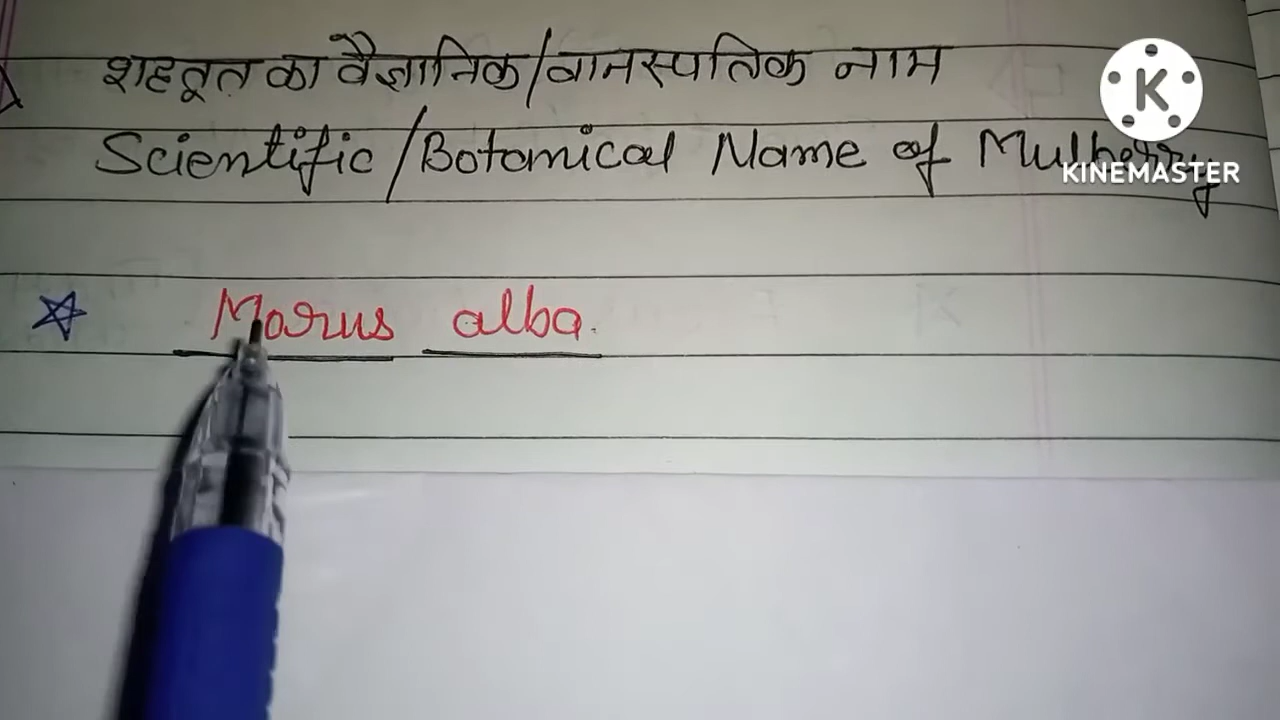 शहतूत का वैज्ञानिक/वानस्पतिक नाम
Scientific/Botanical Name of Mulberry
K
KINEMASTER
Morus alba.